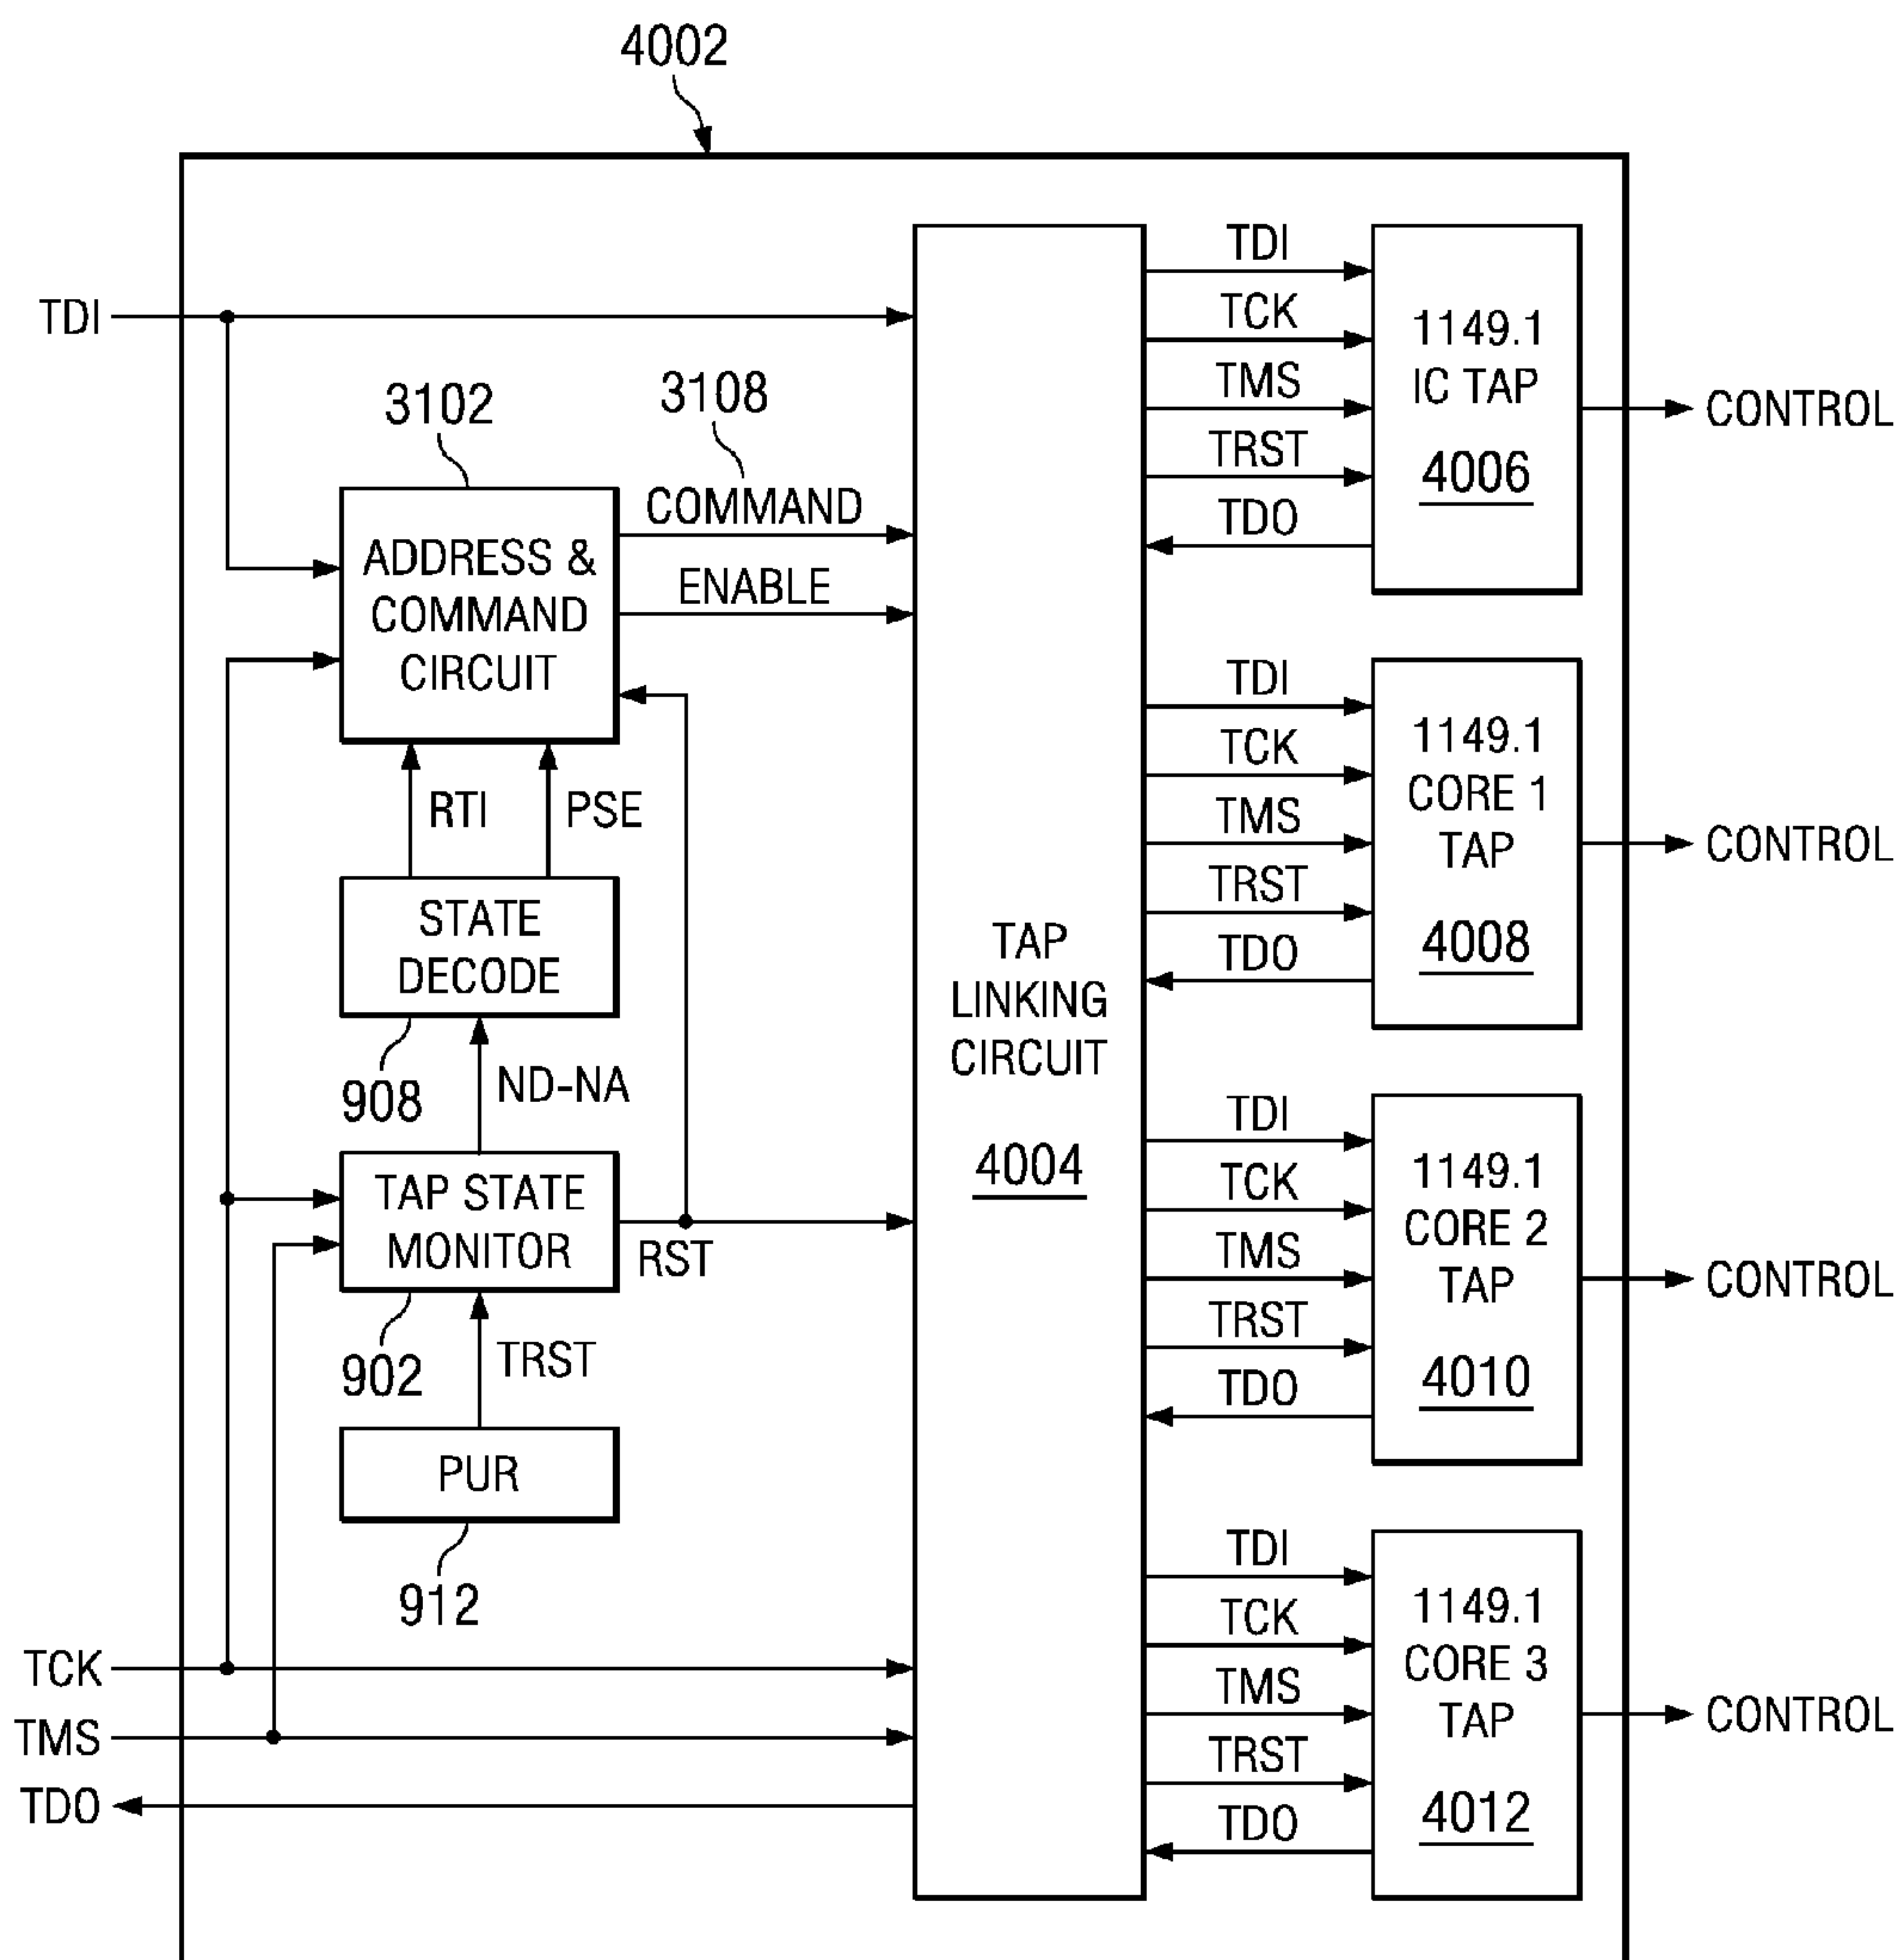 4002
TDI
3102
3108
COMMAND
ENABLE
ADDRESS &
COMMAND
CIRCUIT
RTI
PSE
STATE
DECODE
908
ND-NA
TAP STATE
MONITOR
RST
902
TRST
PUR
912
TCK
TMS
TDO
TAP
LINKING
CIRCUIT
4004
TDI
TCK
TMS
TRST
TDO
1149.1
IC TAP
4006
CONTROL
TDI
TCK
TMS
TRST
TDO
1149.1
CORE 1
TAP
4008
CONTROL
TDI
TCK
TMS
TRST
TDO
1149.1
CORE 2
TAP
4010
CONTROL
TDI
TCK
TMS
TRST
TDO
1149.1
CORE 3
TAP
4012
CONTROL